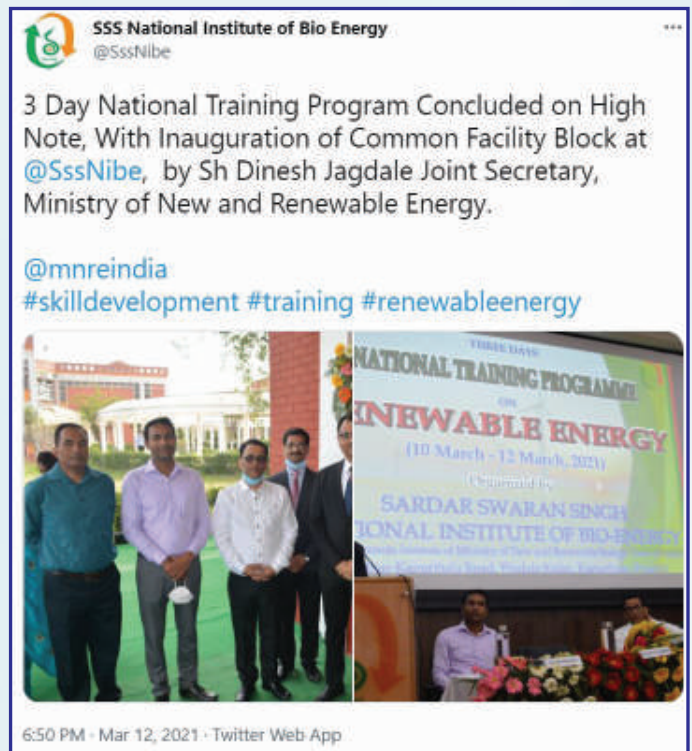 SSS National Institute of Bio Energy
@SssNibe
3 Day National Training Program Concluded on High
Note, With Inauguration of Common Facility Block at
@SssNibe, by Sh Dinesh Jagdale Joint Secretary,
Ministry of New and Renewable Energy.
@mnreindia
#skilldevelopment #training #renewableenergy
THREE DAYS
NATIONAL TRAINING PROGRAMME
ON
ENEWABLE ENERGY
(10 March - 12 March, 2021)
Organized by
SARDAR SWARAN SINGH
IONAL INSTITUTE OF BIO-ENERGY
6:50 PM · Mar 12, 2021 · Twitter Web App